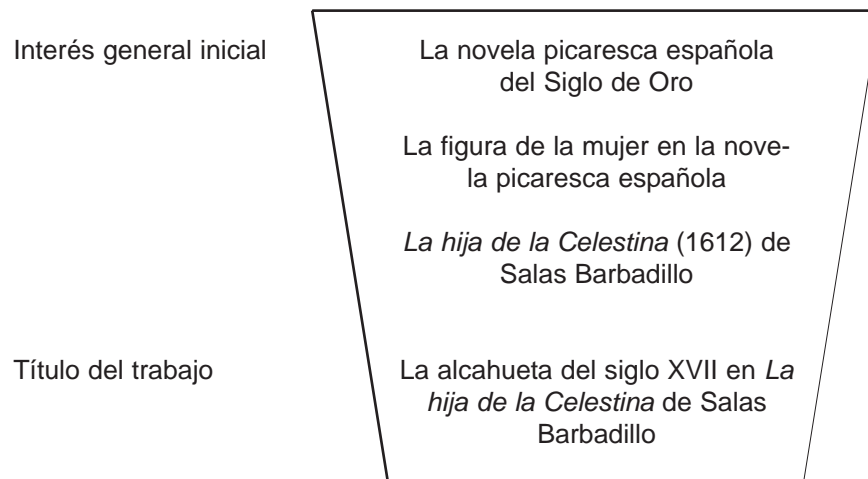 Interés general inicial
La novela picaresca española
del Siglo de Oro
La figura de la mujer en la nove-
la picaresca española
La hija de la Celestina (1612) de
Salas Barbadillo
Título del trabajo
La alcahueta del siglo XVII en La
hija de la Celestina de Salas
Barbadillo